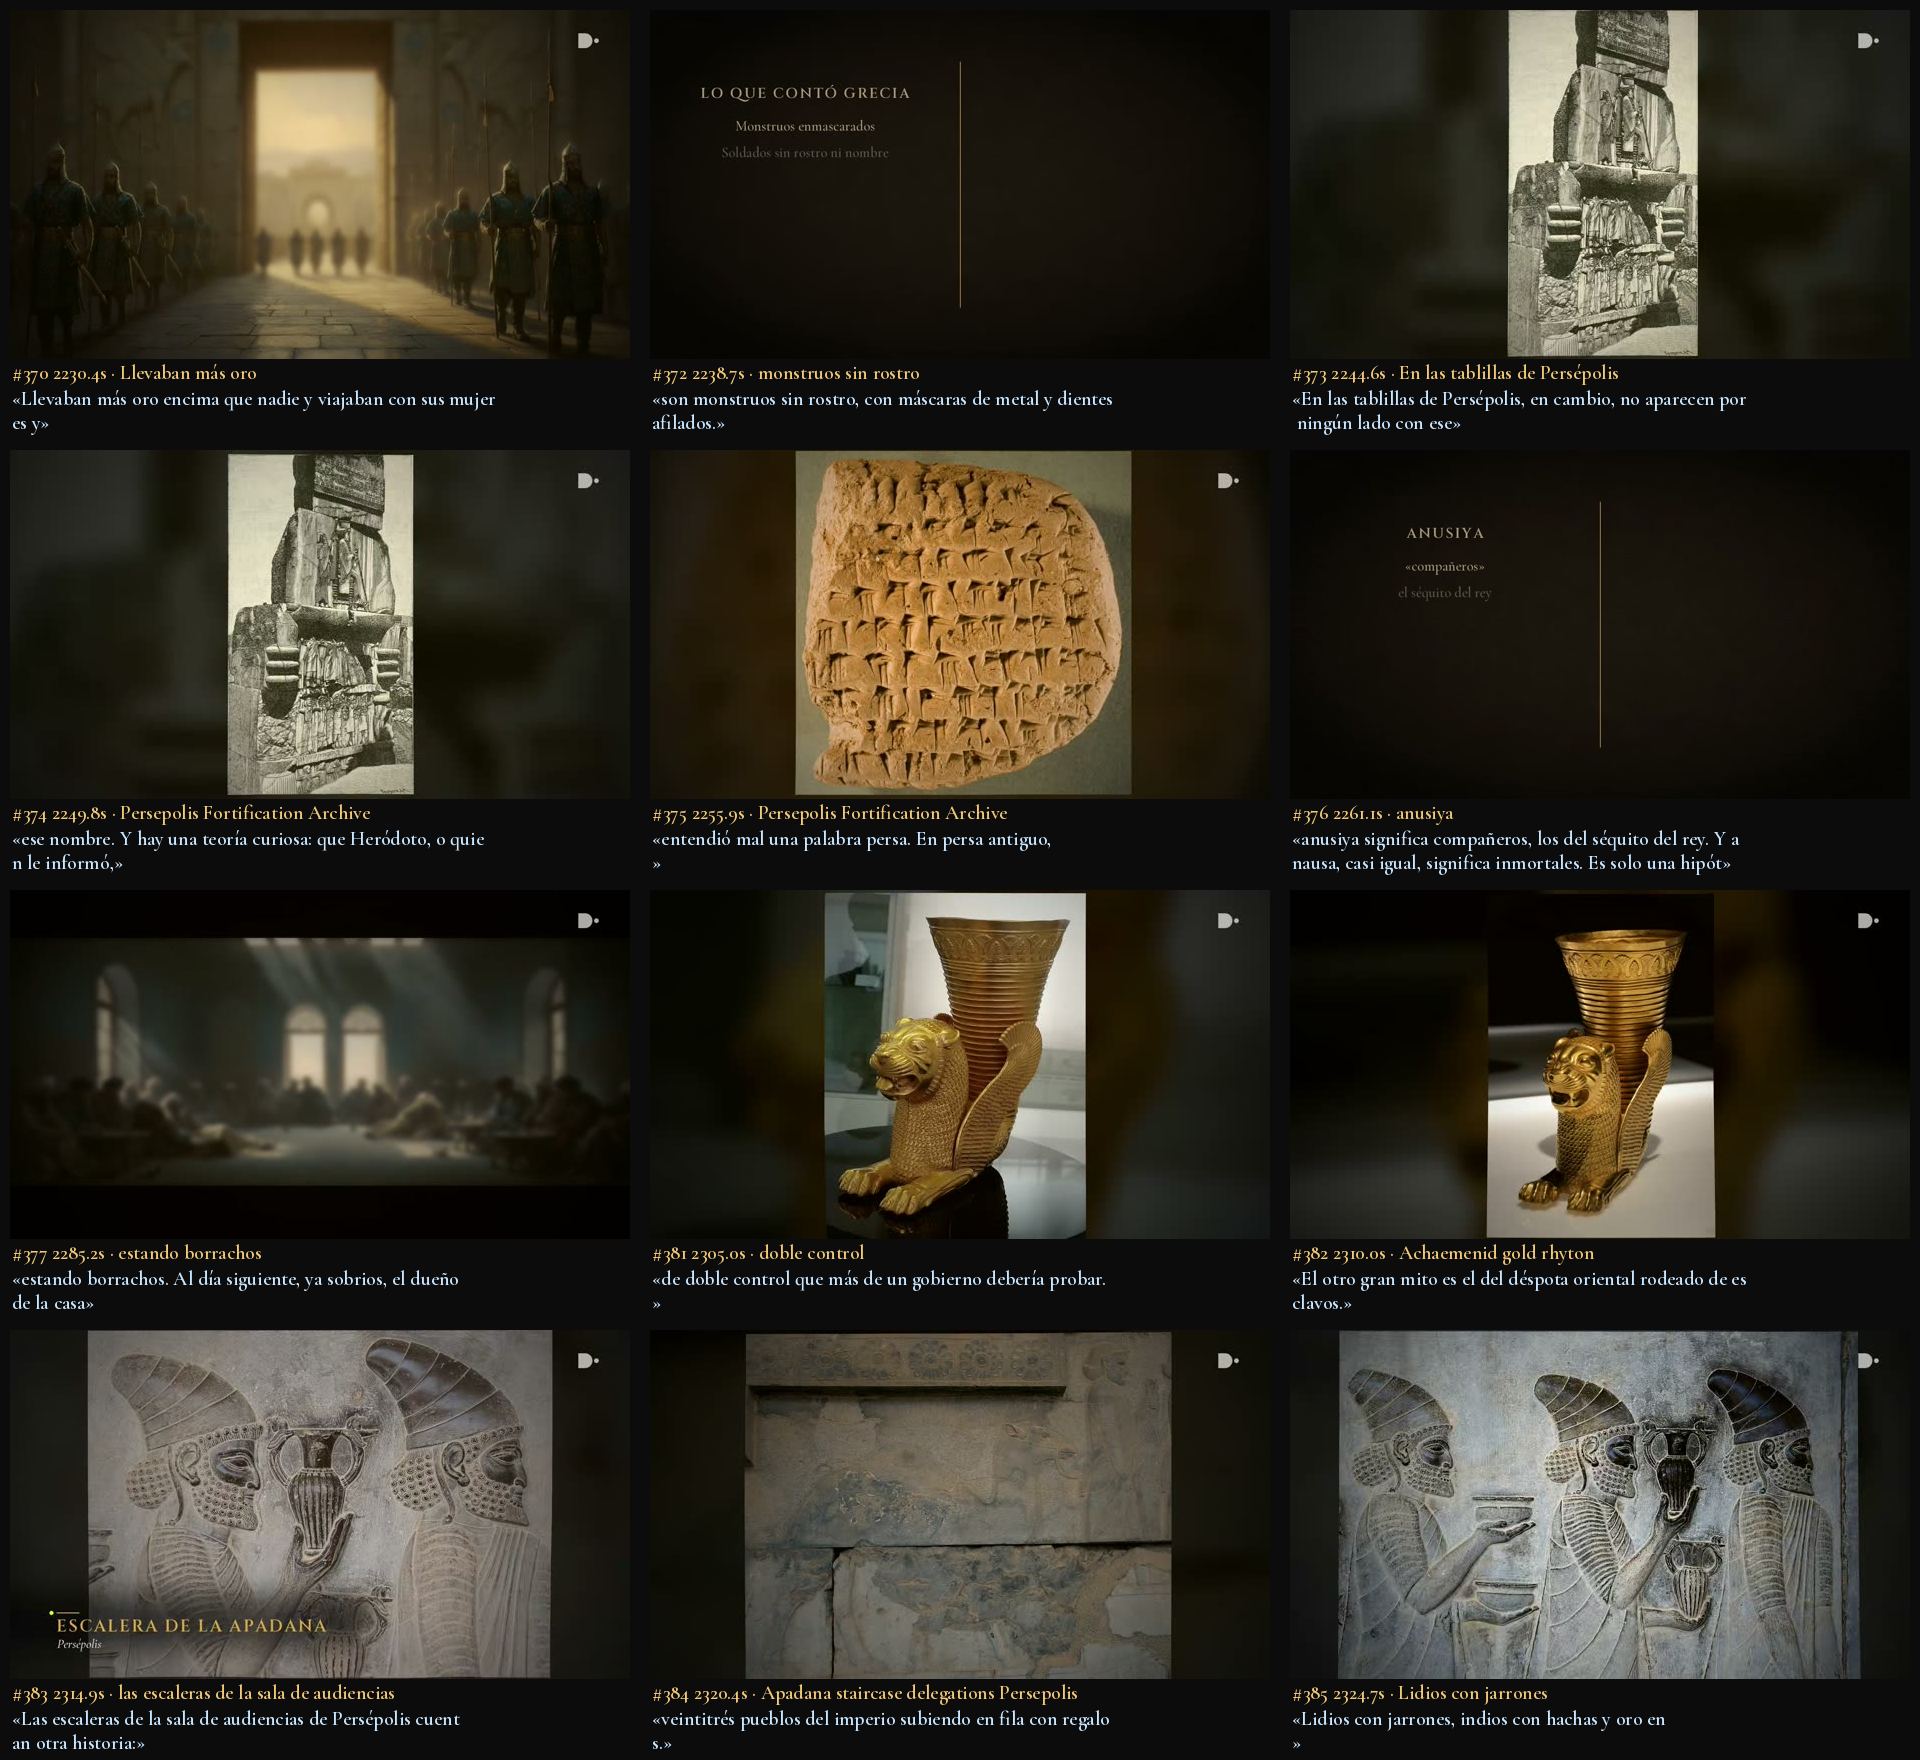 LO QUE CONTÓ GRECIA
Monstruos enmascarados
Soldados sin rostro ni nombre
#370 2230.4s · Llevaban más oro
«Llevaban más oro encima que nadie y viajaban con sus mujer
es y»
#372 2238.7s · monstruos sin rostro
«son monstruos sin rostro, con máscaras de metal y dientes
afilados.»
#373 2244.6s · En las tablillas de Persépolis
«En las tablillas de Persépolis, en cambio, no aparecen por
ningún lado con ese»
#374 2249.8s · Persepolis Fortification Archive
«ese nombre. Y hay una teoría curiosa: que Heródoto, o quie
n le informó,»
#375 2255.9s · Persepolis Fortification Archive
«entendió mal una palabra persa. En persa antiguo,
»
ANUSIYA
«compañeros»
el séquito del rey
#376 2261.1s · anusiya
«anusiya significa compañeros, los del séquito del rey. Y a
nausa, casi igual, significa inmortales. Es solo una hipót»
#377 2285.2s · estando borrachos
«estando borrachos. Al día siguiente, ya sobrios, el dueño
de la casa»
#381 2305.0s · doble control
«de doble control que más de un gobierno debería probar.
»
#382 2310.0s · Achaemenid gold rhyton
«El otro gran mito es el del déspota oriental rodeado de es
clavos.»
ESCALERA DE LA APADANA
Persépolis
#383 2314.9s · las escaleras de la sala de audiencias
«Las escaleras de la sala de audiencias de Persépolis cuent
an otra historia:»
#384 2320.4s · Apadana staircase delegations Persepolis
«veintitrés pueblos del imperio subiendo en fila con regalo
s.»
#385 2324.7s · Lidios con jarrones
«Lidios con jarrones, indios con hachas y oro en
»